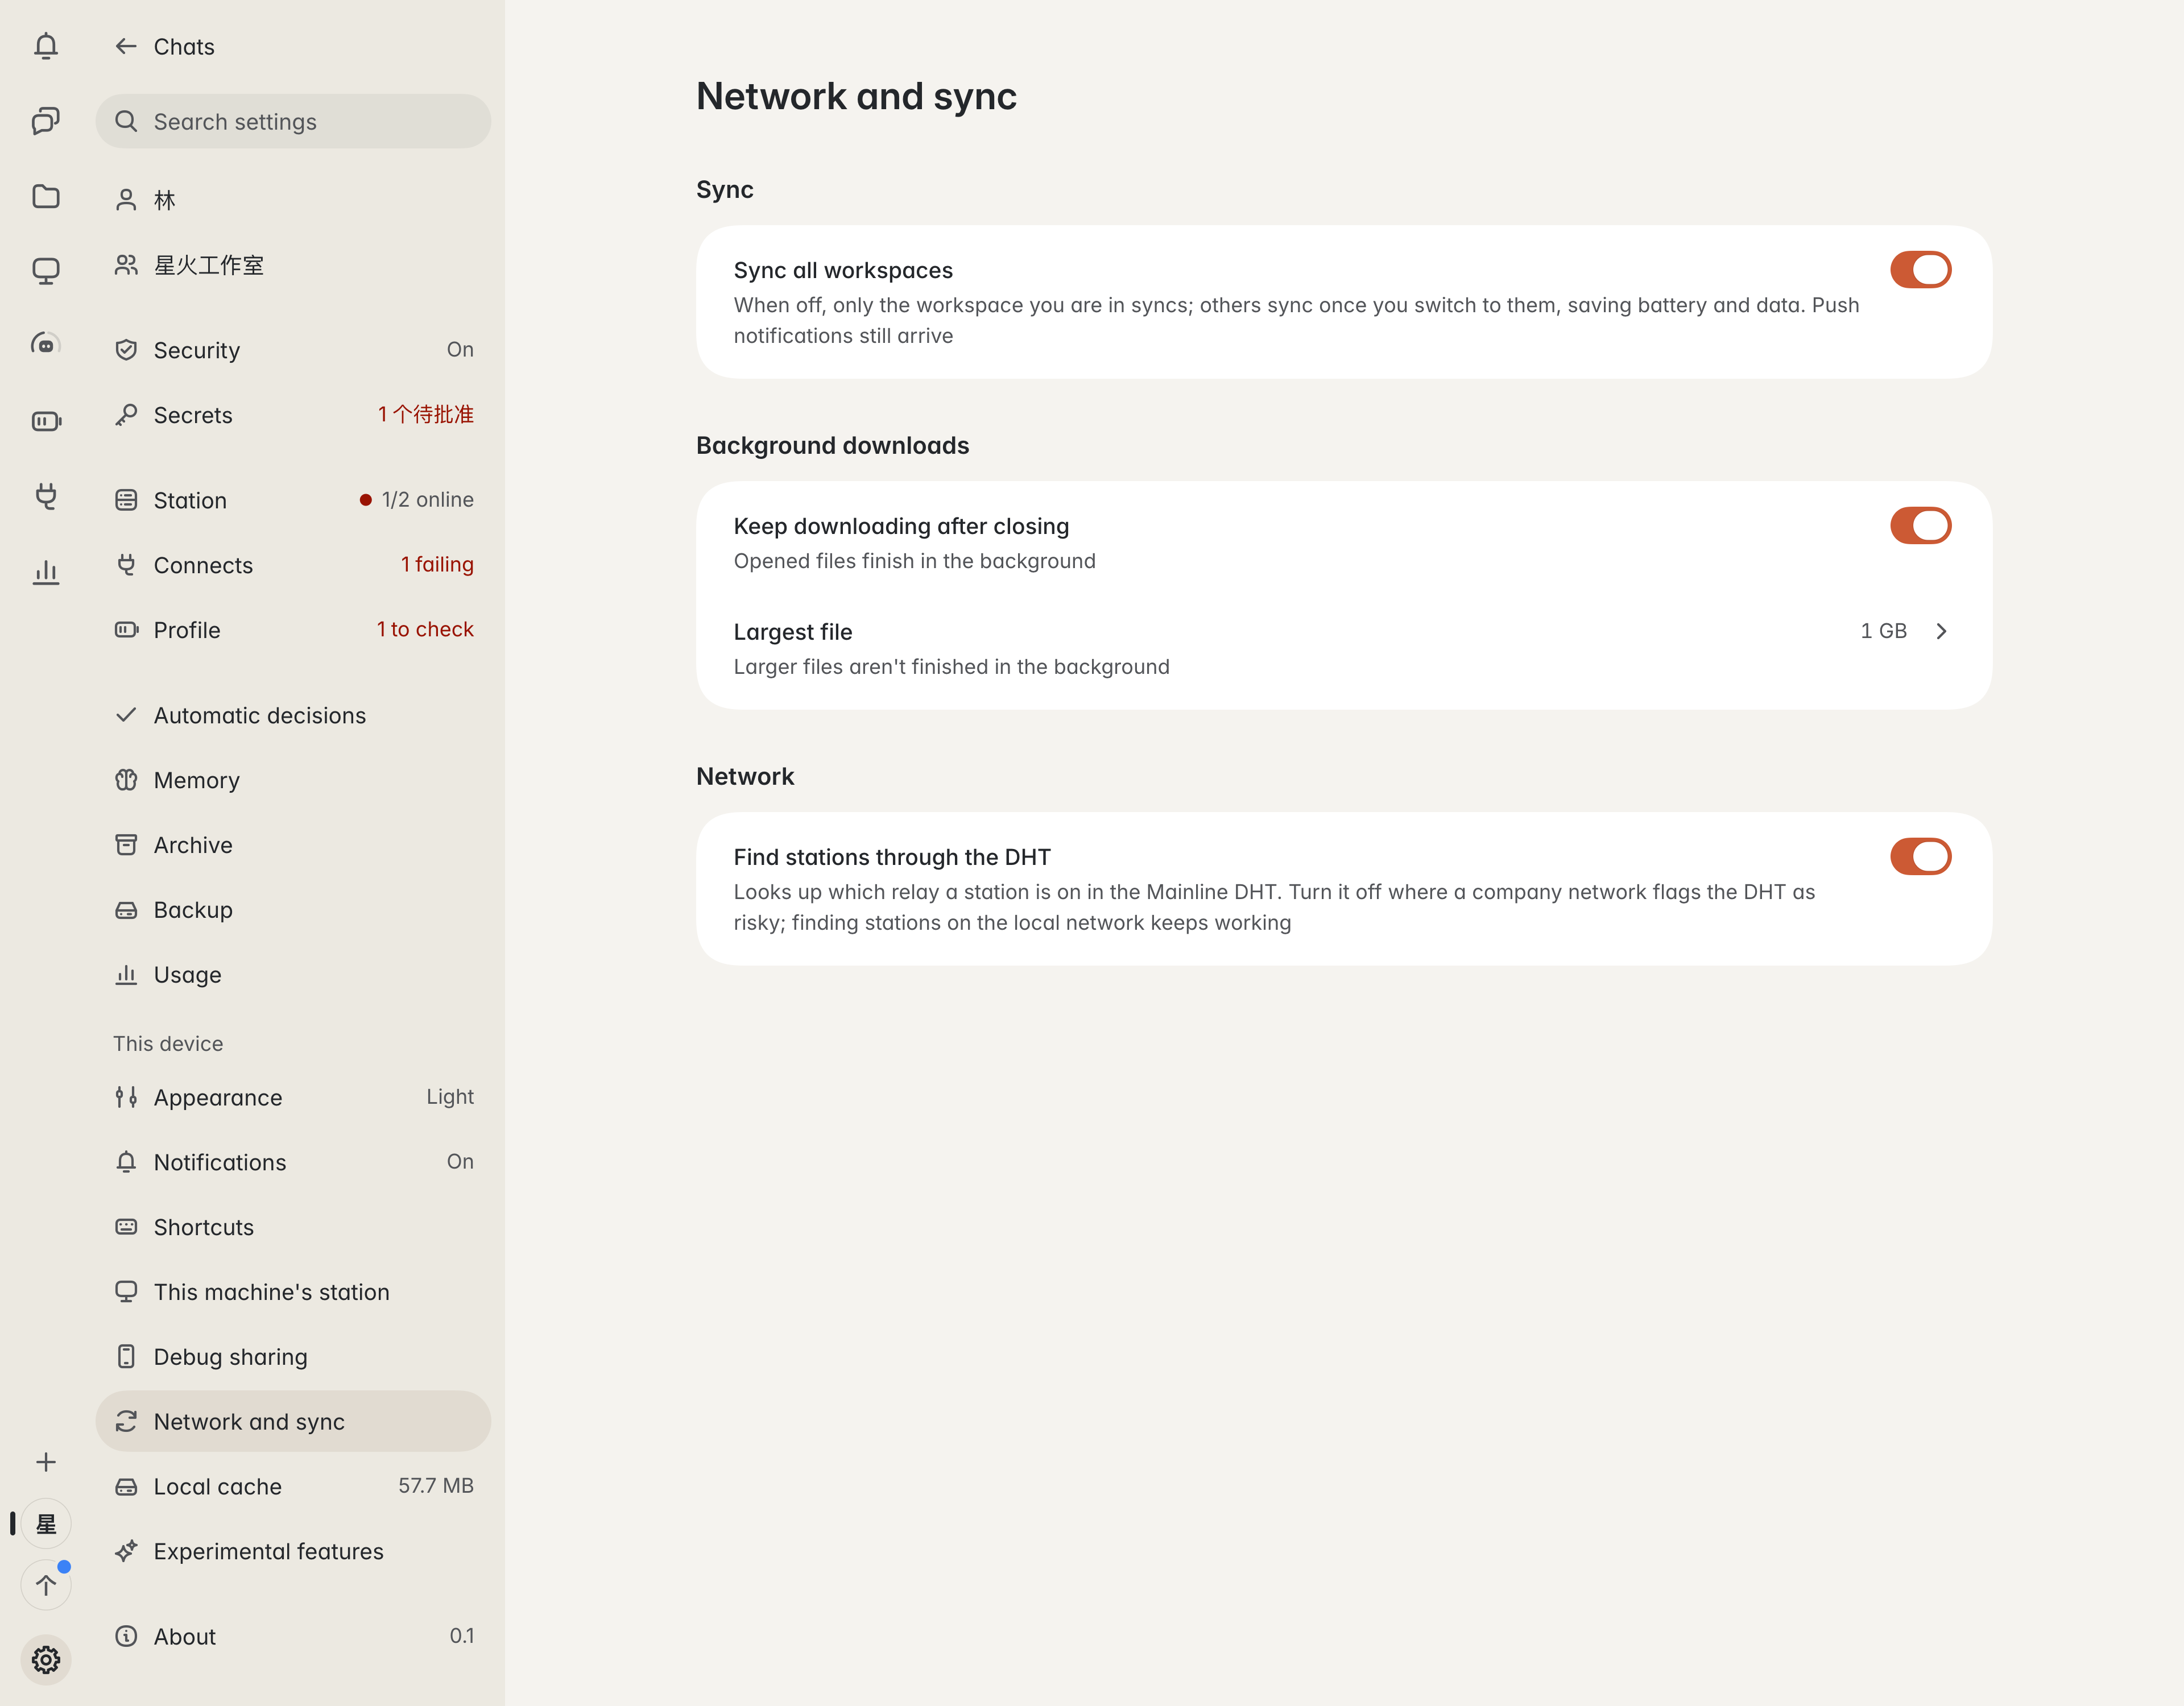 Chats
Search settings
林
星火工作室
Security On
Secrets 1 个待批准
Station 1/2 online
Connects 1 failing
Profile 1 to check
Automatic decisions
Memory
Archive
Backup
Usage
This device
Appearance Light
Notifications On
Shortcuts
This machine's station
Debug sharing
Network and sync
Local cache 57.7 MB
Experimental features
About 0.1
星
个
Network and sync
Sync
Sync all workspaces
When off, only the workspace you are in syncs; others sync once you switch to them, saving battery and data. Push
notifications still arrive
Background downloads
Keep downloading after closing
Opened files finish in the background
Largest file 1 GB
Larger files aren't finished in the background
Network
Find stations through the DHT
Looks up which relay a station is on in the Mainline DHT. Turn it off where a company network flags the DHT as
risky; finding stations on the local network keeps working